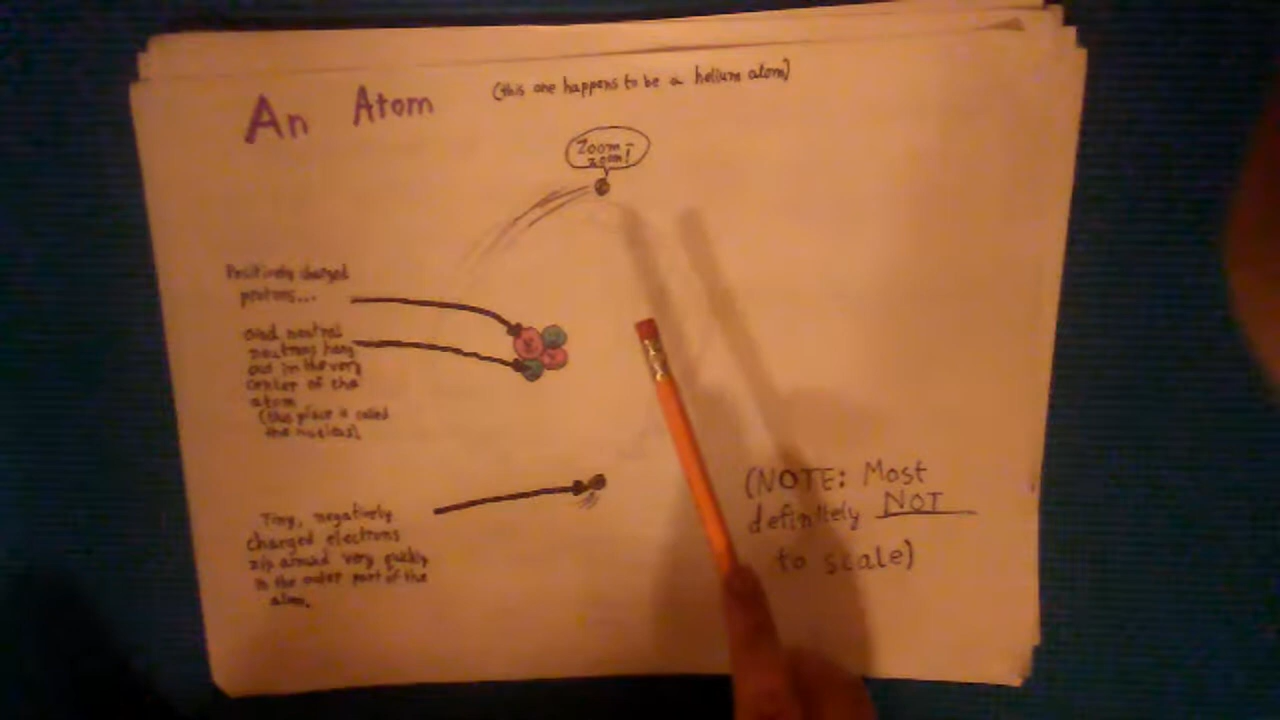 An Atom (this one happens to be a helium atom)
Zoom-
zoom!
Positively charged
protons...
and neutral
neutrons hang
out in the very
center of the
atom
(this place is called
the nucleus)
Tiny, negatively
charged electrons
zip around very quickly
in the outer part of the
atom.
(NOTE: Most
definitely NOT
to scale)